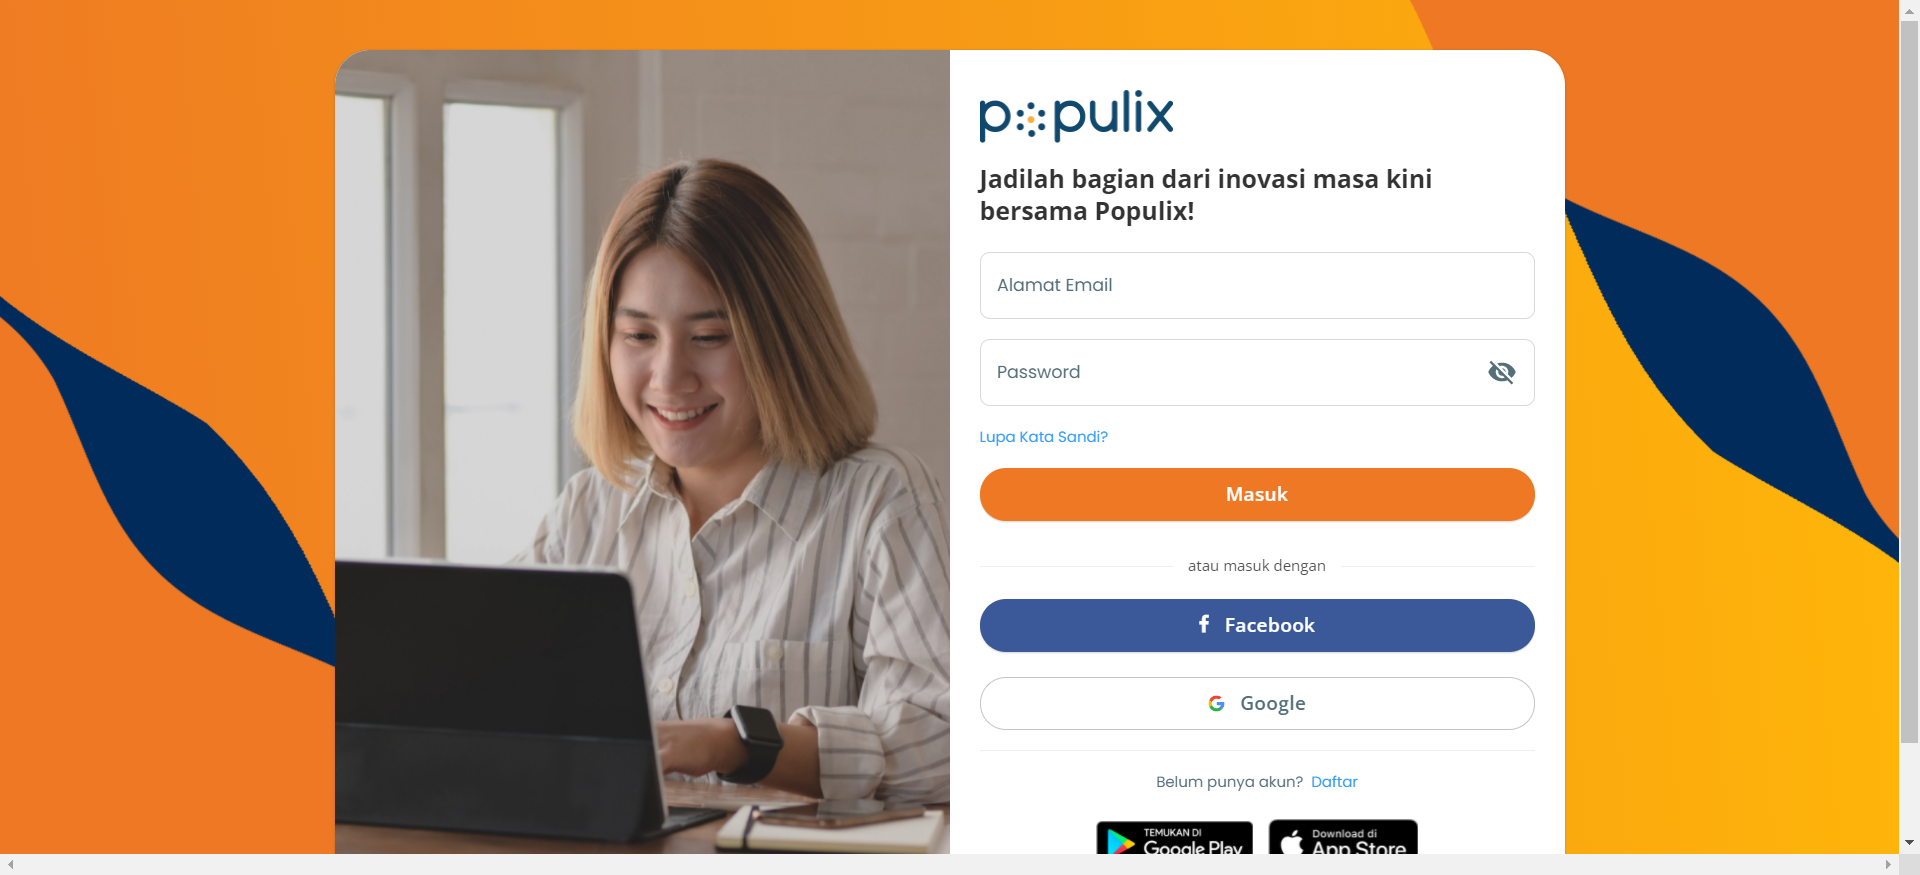 populix
Jadilah bagian dari inovasi masa kini
bersama Populix!
Alamat Email
Password
Lupa Kata Sandi?
Masuk
atau masuk dengan
Facebook
Google
Belum punya akun? Daftar
TEMUKAN DI
Google Play
Download di
App Store